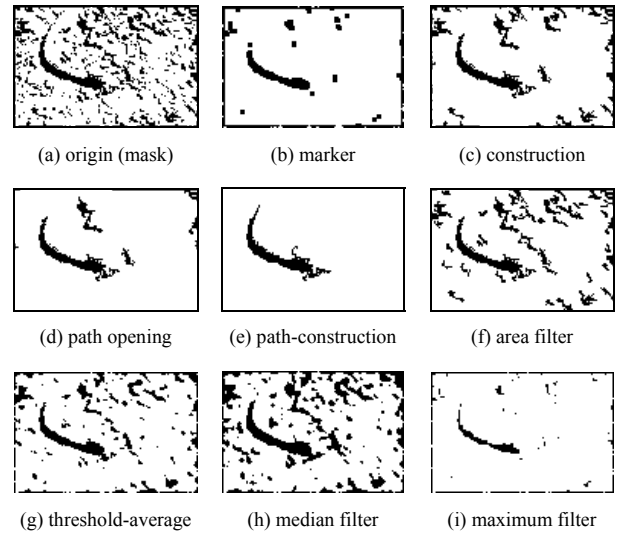 (a) origin (mask) (b) marker (c) construction
(d) path opening (e) path-construction (f) area filter
(g) threshold-average (h) median filter (i) maximum filter